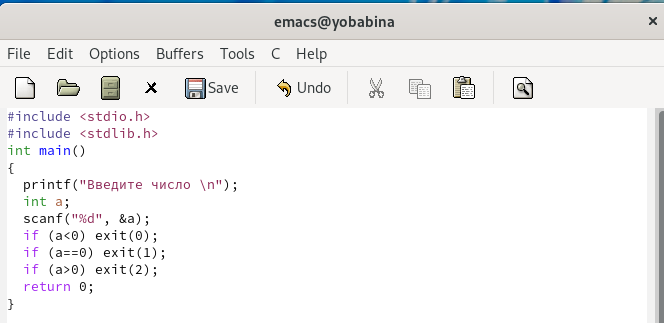 emacs@yobabina ×
File Edit Options Buffers Tools C Help
Save Undo
#include <stdio.h>
#include <stdlib.h>
int main()
{
  printf("Введите число \n");
  int a;
  scanf("%d", &a);
  if (a<0) exit(0);
  if (a==0) exit(1);
  if (a>0) exit(2);
  return 0;
}